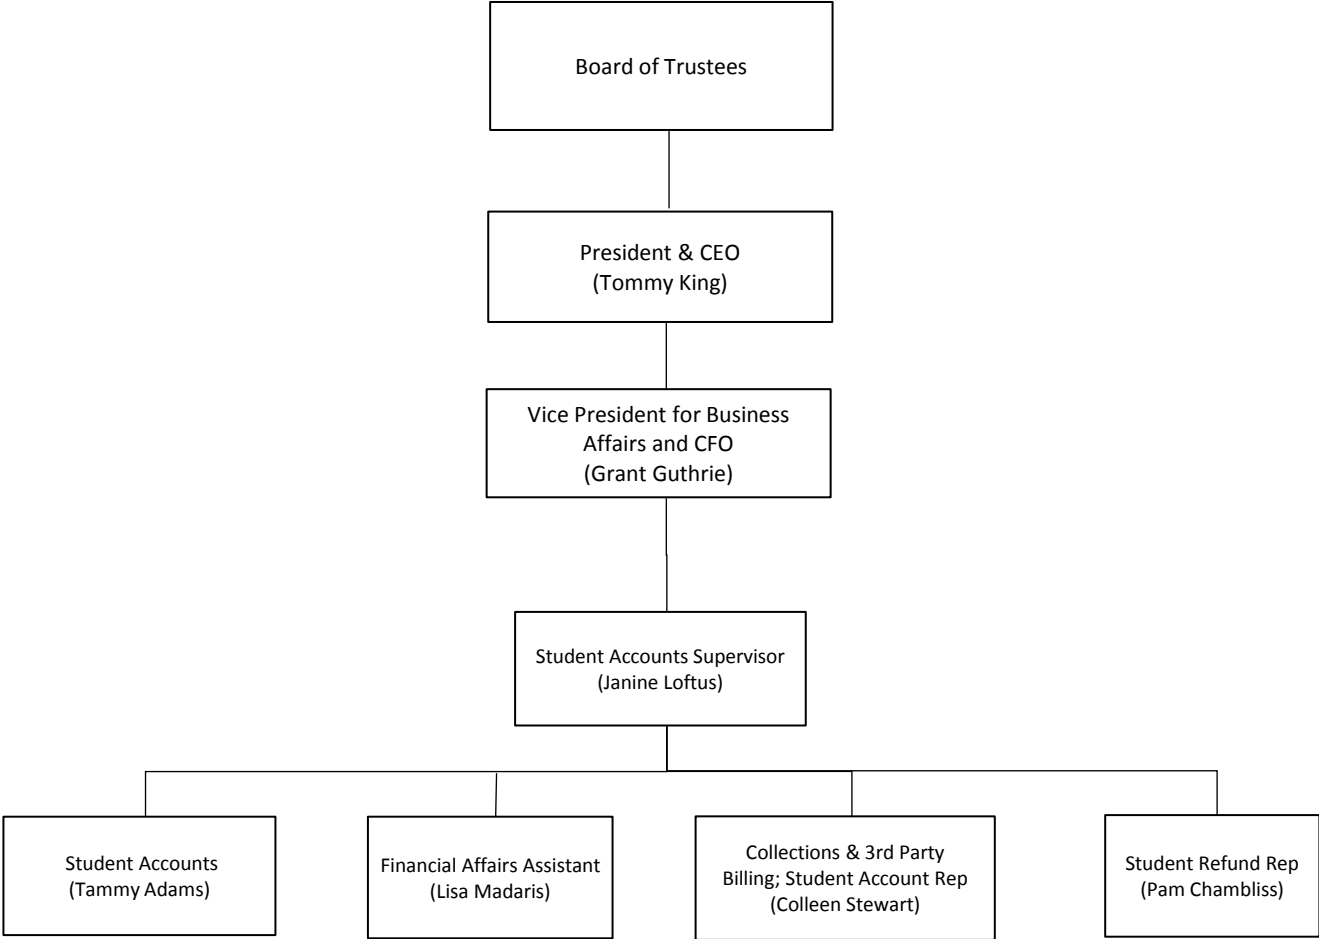 Board of Trustees
President & CEO
(Tommy King)
Vice President for Business
Affairs and CFO
(Grant Guthrie)
Student Accounts Supervisor
(Janine Loftus)
Student Accounts
(Tammy Adams)
Financial Affairs Assistant
(Lisa Madaris)
Collections & 3rd Party
Billing; Student Account Rep
(Colleen Stewart)
Student Refund Rep
(Pam Chambliss)